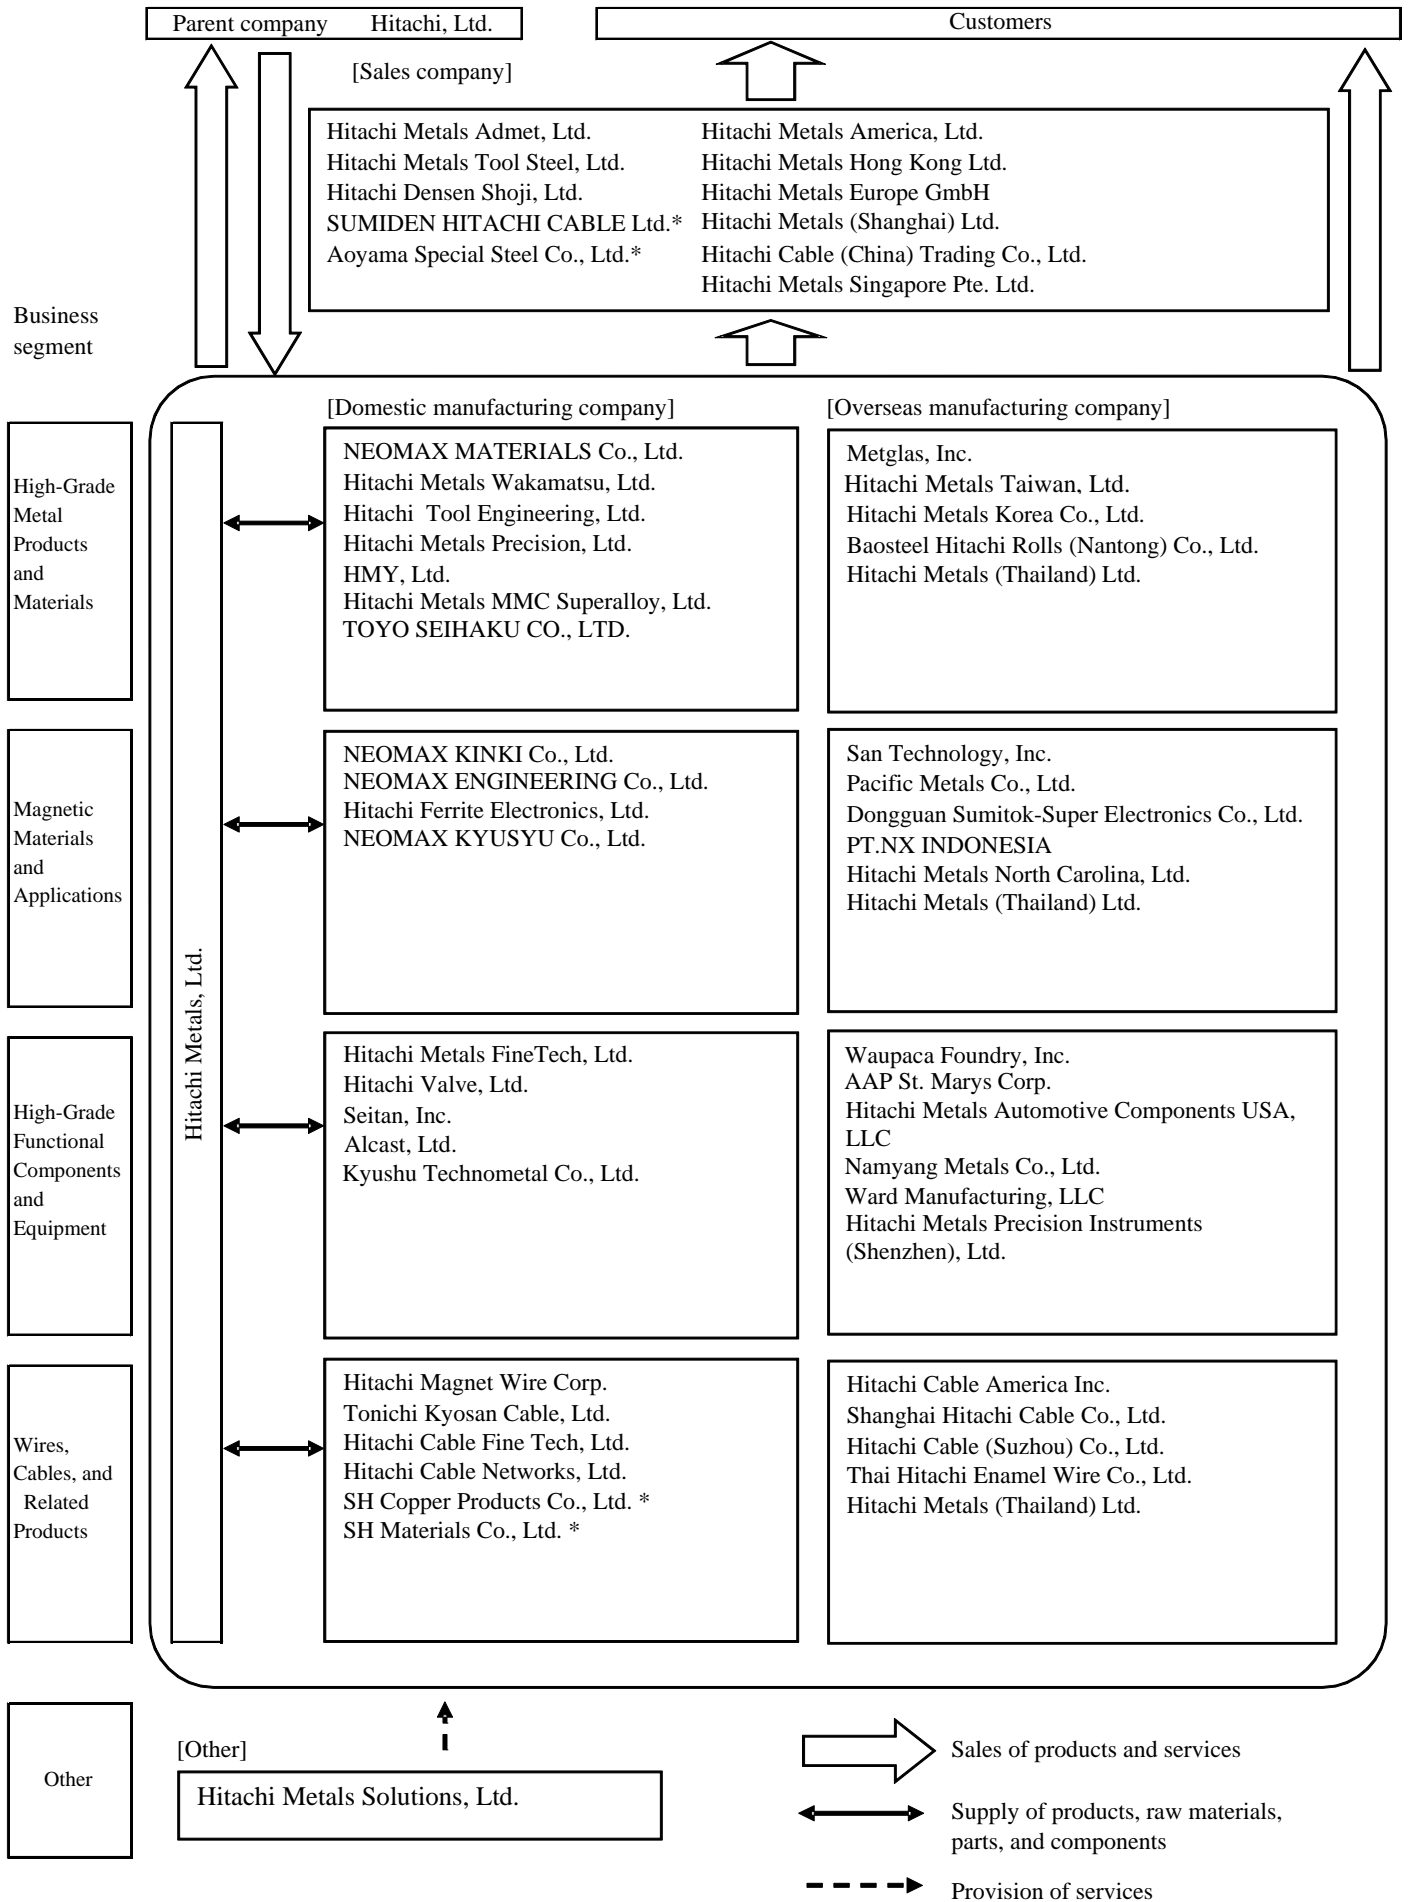 Parent company Hitachi, Ltd.
Customers
[Sales company]
Hitachi Metals Admet, Ltd.
Hitachi Metals Tool Steel, Ltd.
Hitachi Densen Shoji, Ltd.
SUMIDEN HITACHI CABLE Ltd.*
Aoyama Special Steel Co., Ltd.*
Hitachi Metals America, Ltd.
Hitachi Metals Hong Kong Ltd.
Hitachi Metals Europe GmbH
Hitachi Metals (Shanghai) Ltd.
Hitachi Cable (China) Trading Co., Ltd.
Hitachi Metals Singapore Pte. Ltd.
Business
segment
[Domestic manufacturing company]
[Overseas manufacturing company]
Hitachi Metals, Ltd.
High-Grade
Metal
Products
and
Materials
NEOMAX MATERIALS Co., Ltd.
Hitachi Metals Wakamatsu, Ltd.
Hitachi Tool Engineering, Ltd.
Hitachi Metals Precision, Ltd.
HMY, Ltd.
Hitachi Metals MMC Superalloy, Ltd.
TOYO SEIHAKU CO., LTD.
Metglas, Inc.
Hitachi Metals Taiwan, Ltd.
Hitachi Metals Korea Co., Ltd.
Baosteel Hitachi Rolls (Nantong) Co., Ltd.
Hitachi Metals (Thailand) Ltd.
Magnetic
Materials
and
Applications
NEOMAX KINKI Co., Ltd.
NEOMAX ENGINEERING Co., Ltd.
Hitachi Ferrite Electronics, Ltd.
NEOMAX KYUSYU Co., Ltd.
San Technology, Inc.
Pacific Metals Co., Ltd.
Dongguan Sumitok-Super Electronics Co., Ltd.
PT.NX INDONESIA
Hitachi Metals North Carolina, Ltd.
Hitachi Metals (Thailand) Ltd.
High-Grade
Functional
Components
and
Equipment
Hitachi Metals FineTech, Ltd.
Hitachi Valve, Ltd.
Seitan, Inc.
Alcast, Ltd.
Kyushu Technometal Co., Ltd.
Waupaca Foundry, Inc.
AAP St. Marys Corp.
Hitachi Metals Automotive Components USA,
LLC
Namyang Metals Co., Ltd.
Ward Manufacturing, LLC
Hitachi Metals Precision Instruments
(Shenzhen), Ltd.
Wires,
Cables, and
Related
Products
Hitachi Magnet Wire Corp.
Tonichi Kyosan Cable, Ltd.
Hitachi Cable Fine Tech, Ltd.
Hitachi Cable Networks, Ltd.
SH Copper Products Co., Ltd. *
SH Materials Co., Ltd. *
Hitachi Cable America Inc.
Shanghai Hitachi Cable Co., Ltd.
Hitachi Cable (Suzhou) Co., Ltd.
Thai Hitachi Enamel Wire Co., Ltd.
Hitachi Metals (Thailand) Ltd.
Other
[Other]
Hitachi Metals Solutions, Ltd.
Sales of products and services
Supply of products, raw materials,
parts, and components
Provision of services